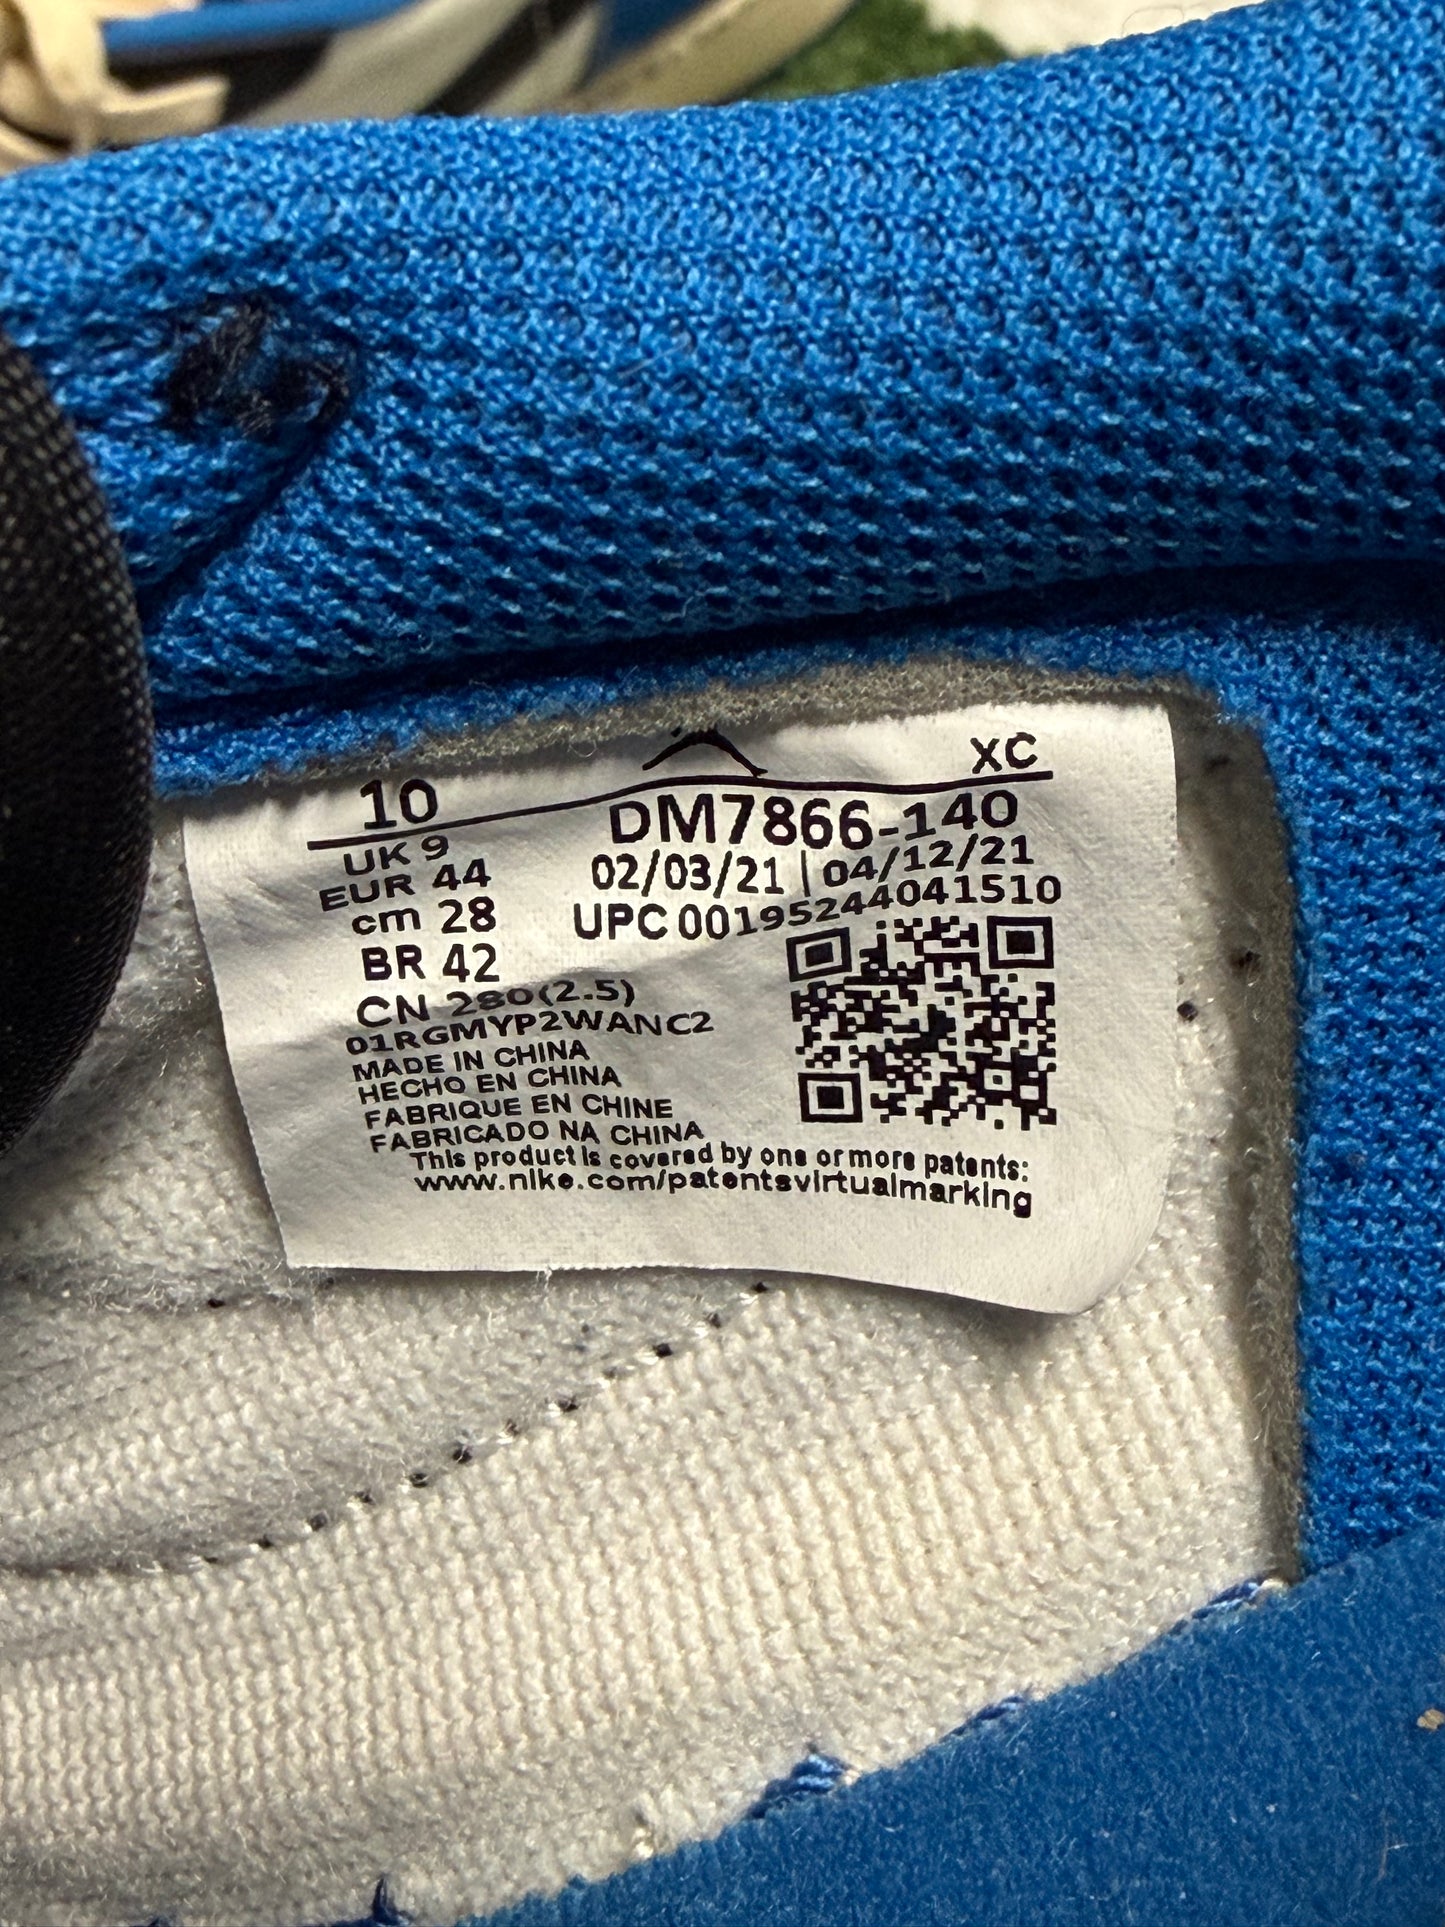 10 XC
UK 9 DM7866-140
EUR 44 02/03/21 | 04/12/21
cm 28 UPC 00195244041510
BR 42
CN 280(2.5)
01RGMYP2WANC2
MADE IN CHINA
HECHO EN CHINA
FABRIQUE EN CHINE
FABRICADO NA CHINA
This product is covered by one or more patents:
www.nike.com/patentsvirtualmarking